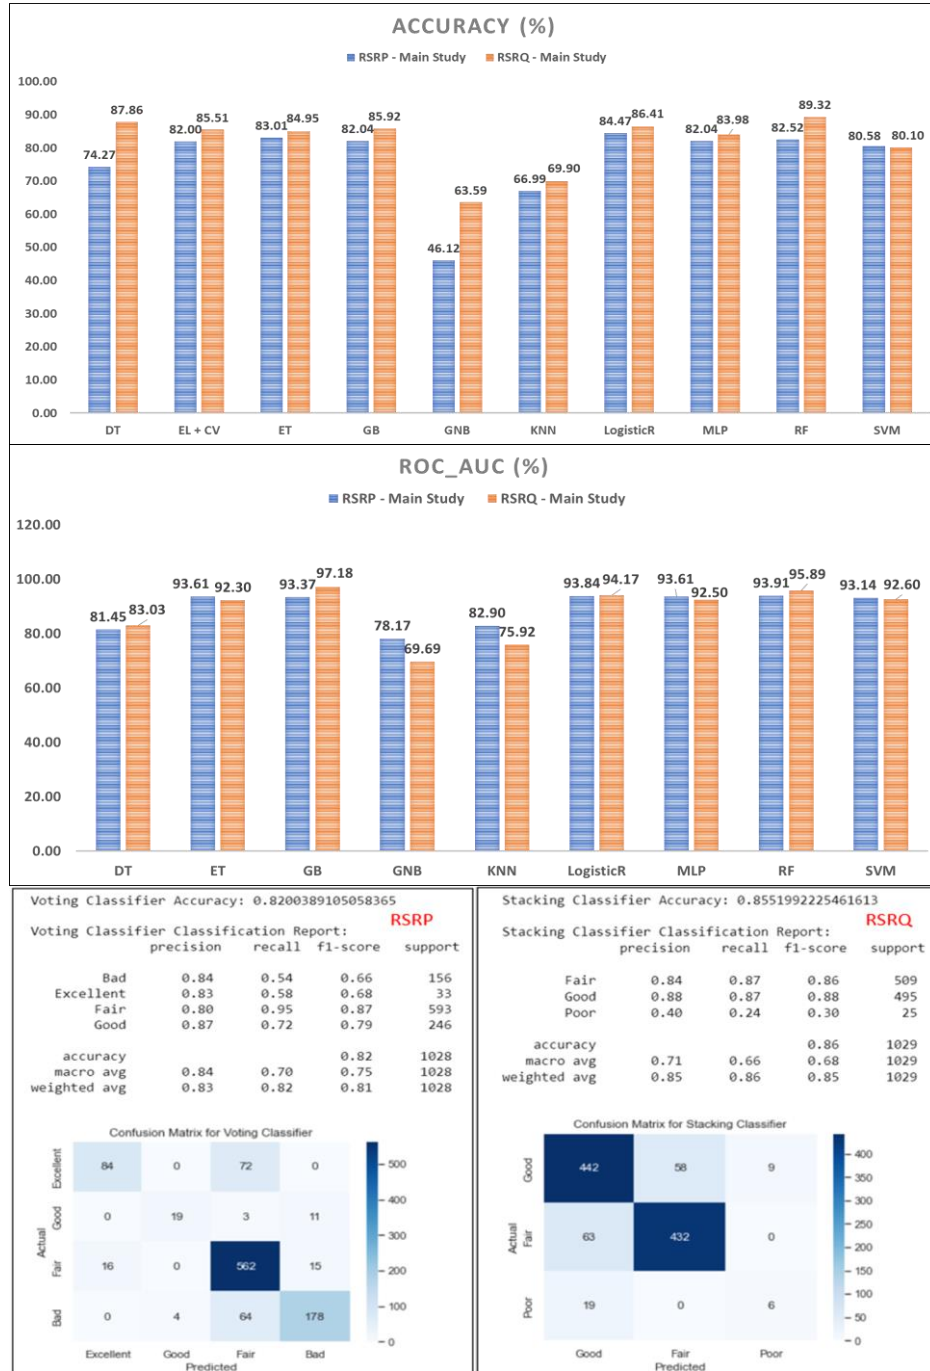 ACCURACY (%)
RSRP - Main Study RSRQ - Main Study
100.00
90.00
80.00
70.00
60.00
50.00
40.00
30.00
20.00
10.00
0.00
74.27 87.86 82.00 85.51 83.01 84.95 82.04 85.92 46.12 63.59 66.99 69.90 84.47 86.41 82.04 83.98 82.52 89.32 80.58 80.10
DT EL + CV ET GB GNB KNN LogisticR MLP RF SVM
ROC_AUC (%)
RSRP - Main Study RSRQ - Main Study
120.00
100.00
80.00
60.00
40.00
20.00
0.00
81.45 83.03 93.61 92.30 93.37 97.18 78.17 69.69 82.90 75.92 93.84 94.17 93.61 92.50 93.91 95.89 93.14 92.60
DT ET GB GNB KNN LogisticR MLP RF SVM
Voting Classifier Accuracy: 0.8200389105058365
RSRP
Voting Classifier Classification Report:
precision recall f1-score support
Bad 0.84 0.54 0.66 156
Excellent 0.83 0.58 0.68 33
Fair 0.80 0.95 0.87 593
Good 0.87 0.72 0.79 246
accuracy 0.82 1028
macro avg 0.84 0.70 0.75 1028
weighted avg 0.83 0.82 0.81 1028
Confusion Matrix for Voting Classifier
Actual
Excellent 84 0 72 0
Good 0 19 3 11
Fair 16 0 562 15
Bad 0 4 64 178
Excellent Good Fair Bad
Predicted
500
400
300
200
100
0
Stacking Classifier Accuracy: 0.8551992225461613
RSRQ
Stacking Classifier Classification Report:
precision recall f1-score support
Fair 0.84 0.87 0.86 509
Good 0.88 0.87 0.88 495
Poor 0.40 0.24 0.30 25
accuracy 0.86 1029
macro avg 0.71 0.66 0.68 1029
weighted avg 0.85 0.86 0.85 1029
Confusion Matrix for Stacking Classifier
Actual
Good 442 58 9
Fair 63 432 0
Poor 19 0 6
Good Fair Poor
Predicted
400
350
300
250
200
150
100
50
0